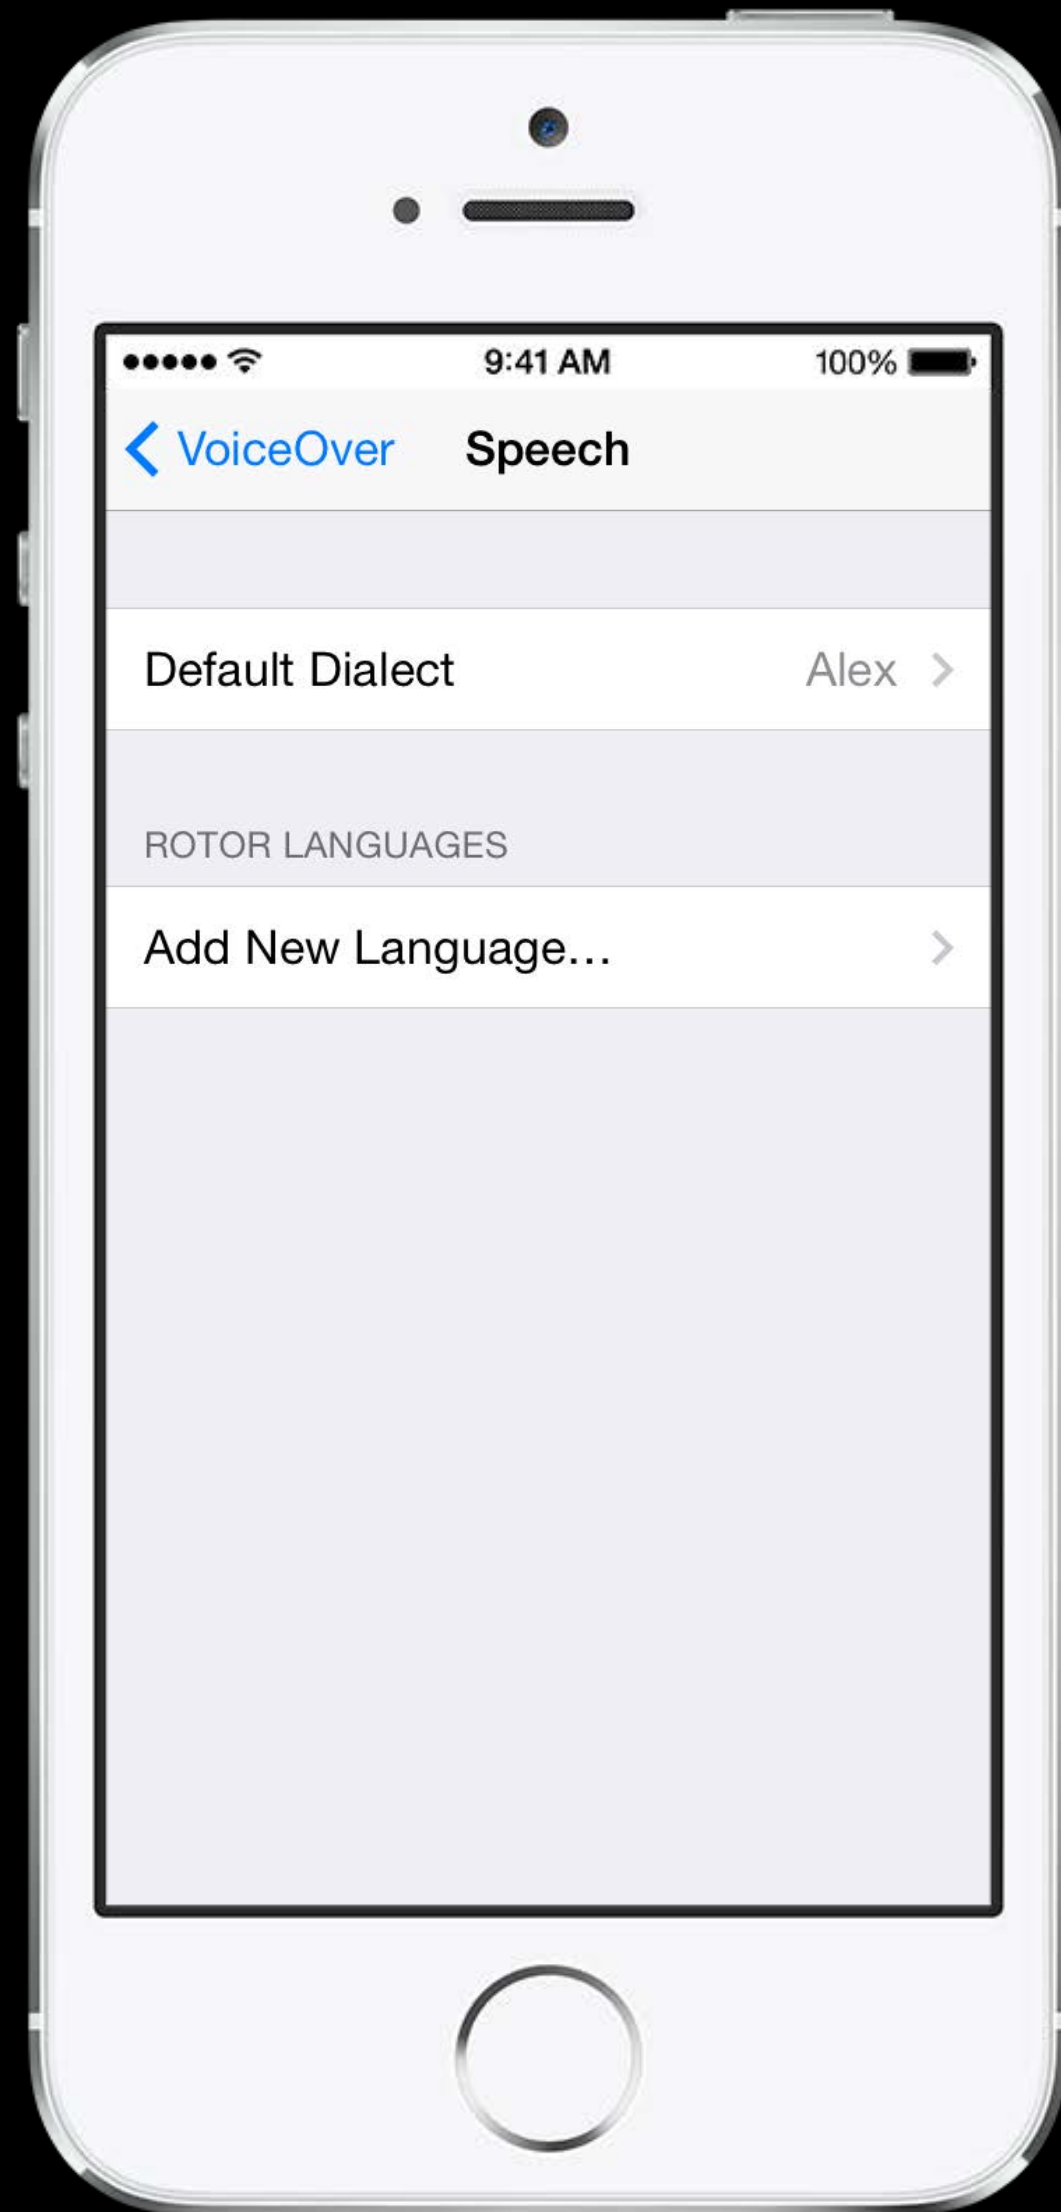 9:41 AM 100%
VoiceOver Speech
Default Dialect Alex
ROTOR LANGUAGES
Add New Language...